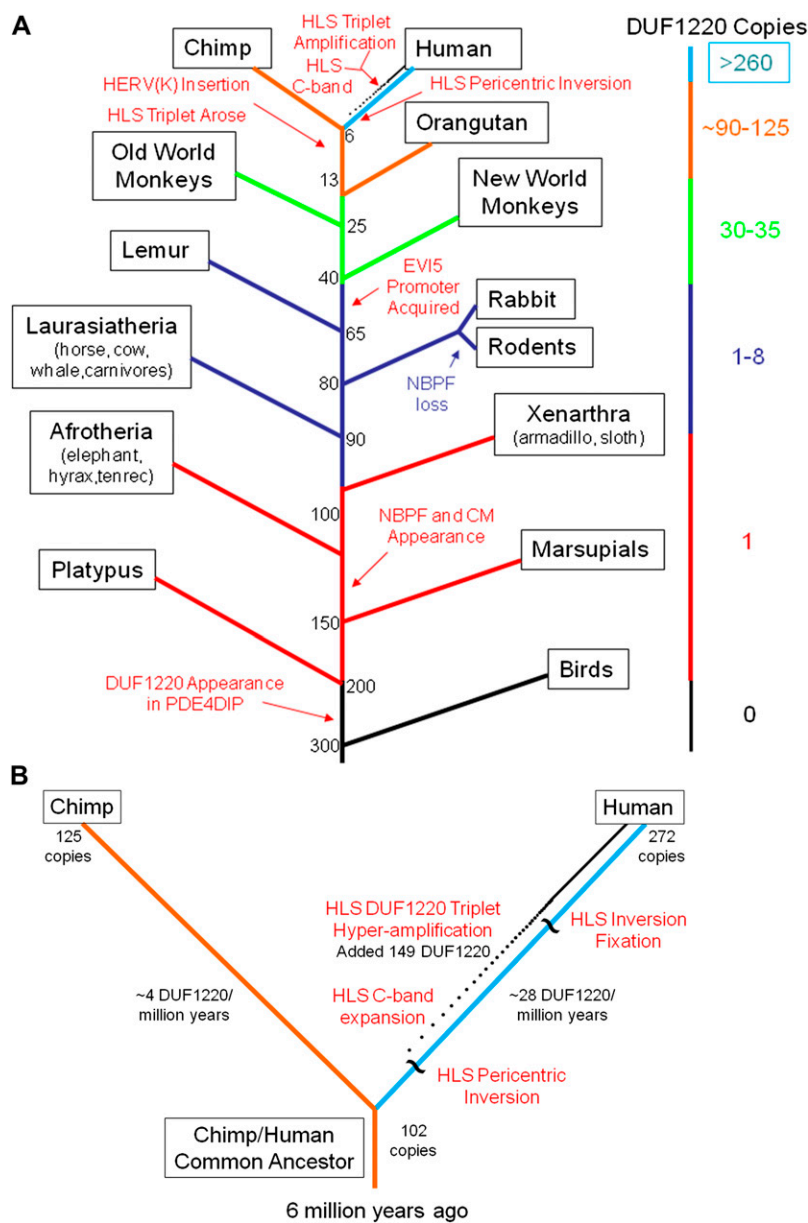 A
HLS Triplet
Amplification
DUF1220 Copies
Chimp
Human
HLS
C-band
>260
HERV(K) Insertion
HLS Pericentric Inversion
HLS Triplet Arose
6
Orangutan
~90-125
Old World
Monkeys
13
New World
Monkeys
25
30-35
Lemur
40
EVI5
Promoter
Acquired
Rabbit
Laurasiatheria
(horse, cow,
whale,carnivores)
65
Rodents
1-8
80
NBPF
loss
Xenarthra
(armadillo, sloth)
Afrotheria
(elephant,
hyrax,tenrec)
90
100
NBPF and CM
Appearance
1
Marsupials
Platypus
150
DUF1220 Appearance
in PDE4DIP
200
Birds
0
300
B
Chimp
Human
125
copies
272
copies
HLS DUF1220 Triplet
Hyper-amplification
Added 149 DUF1220
HLS Inversion
Fixation
~4 DUF1220/
million years
HLS C-band
expansion
~28 DUF1220/
million years
HLS Pericentric
Inversion
Chimp/Human
Common Ancestor
102
copies
6 million years ago